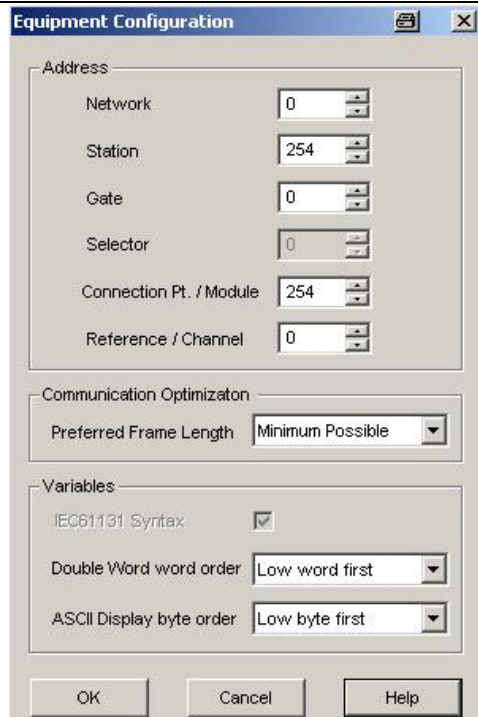 Equipment Configuration
Address
Network 0
Station 254
Gate 0
Selector 0
Connection Pt. / Module 254
Reference / Channel 0
Communication Optimizaton
Preferred Frame Length Minimum Possible
Variables
IEC61131 Syntax
Double Word word order Low word first
ASCII Display byte order Low byte first
OK Cancel Help